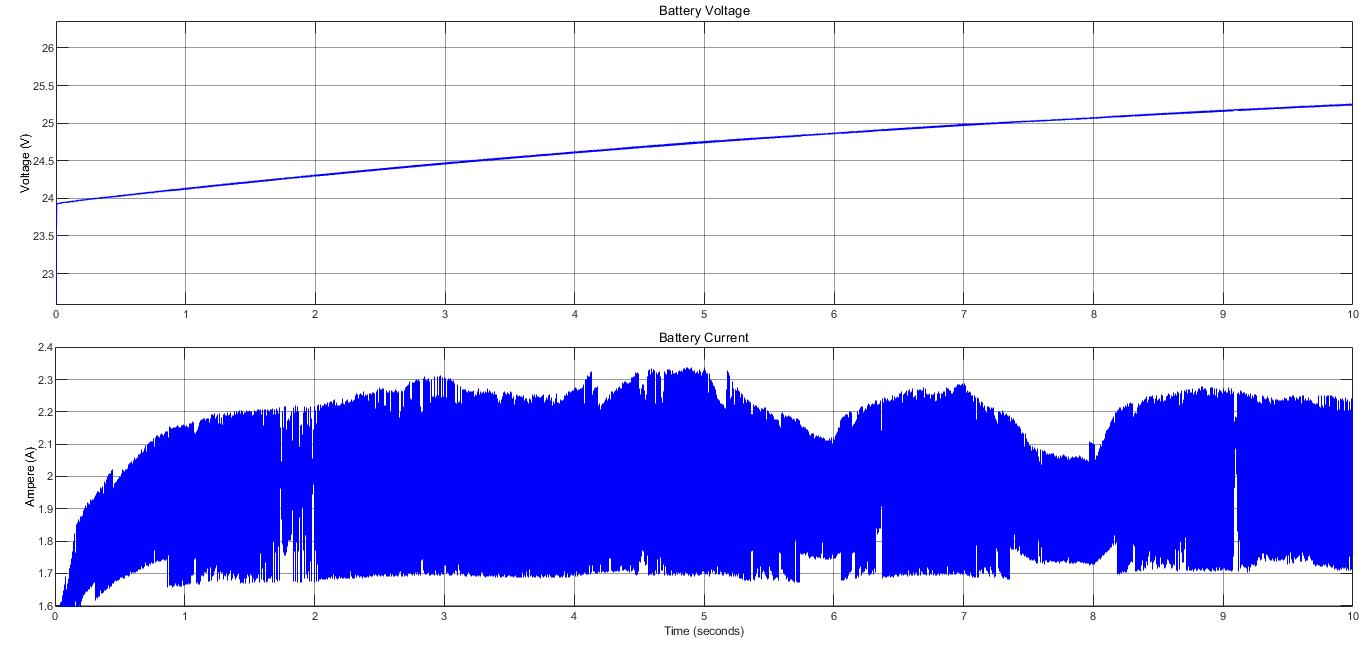 Battery Voltage
Voltage (V)
26
25.5
25
24.5
24
23.5
23
0 1 2 3 4 5 6 7 8 9 10
Battery Current
Ampere (A)
2.4
2.3
2.2
2.1
2
1.9
1.8
1.7
1.6
0 1 2 3 4 5 6 7 8 9 10
Time (seconds)